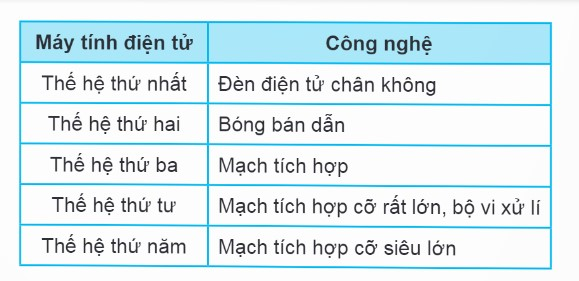 Máy tính điện tử Công nghệ
Thế hệ thứ nhất Đèn điện tử chân không
Thế hệ thứ hai Bóng bán dẫn
Thế hệ thứ ba Mạch tích hợp
Thế hệ thứ tư Mạch tích hợp cỡ rất lớn, bộ vi xử lí
Thế hệ thứ năm Mạch tích hợp cỡ siêu lớn